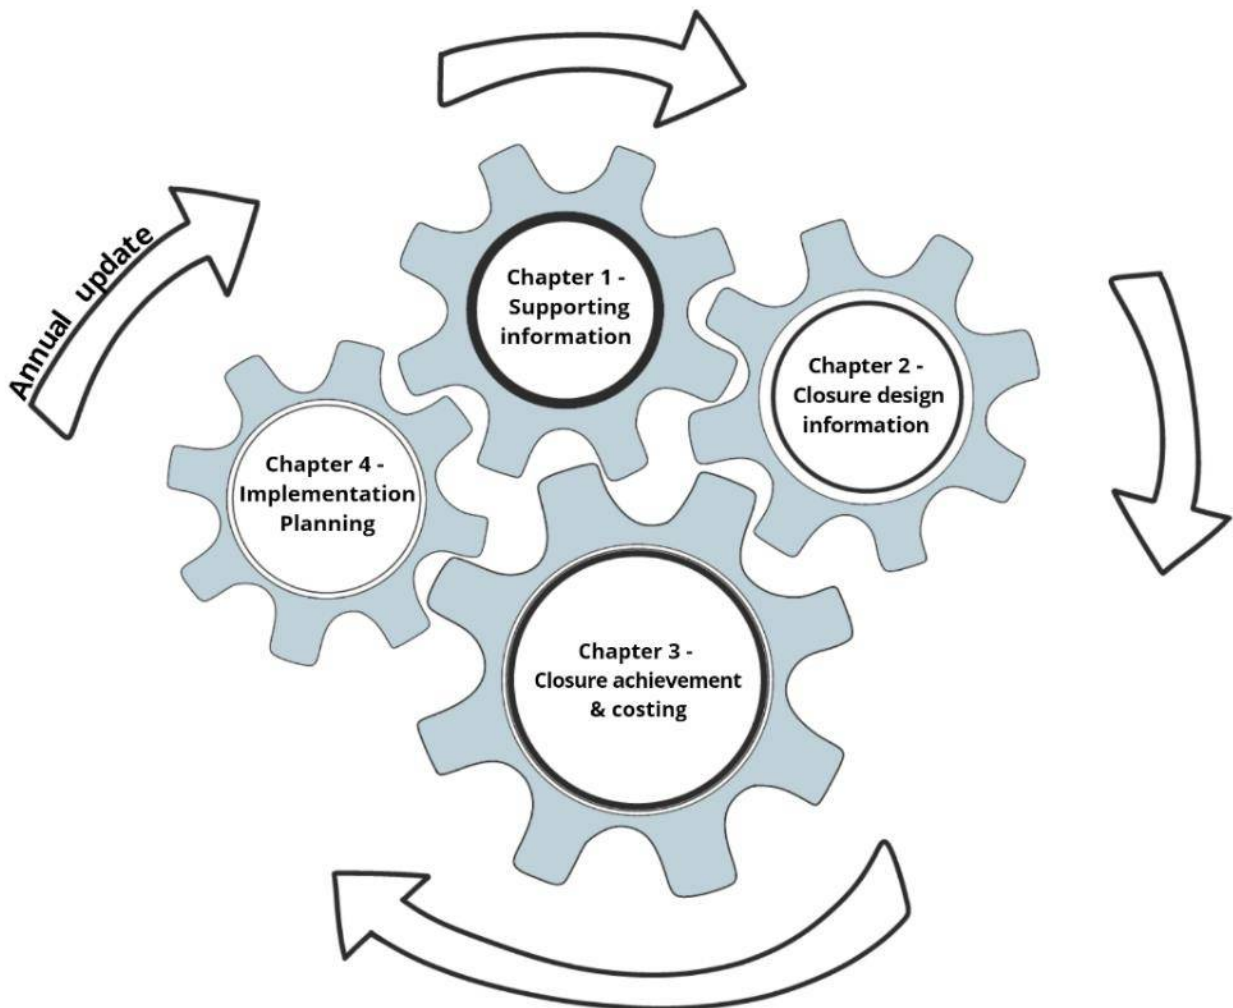 Annual update
Chapter 1 -
Supporting
information
Chapter 2 -
Closure design
information
Chapter 3 -
Closure achievement
& costing
Chapter 4 -
Implementation
Planning